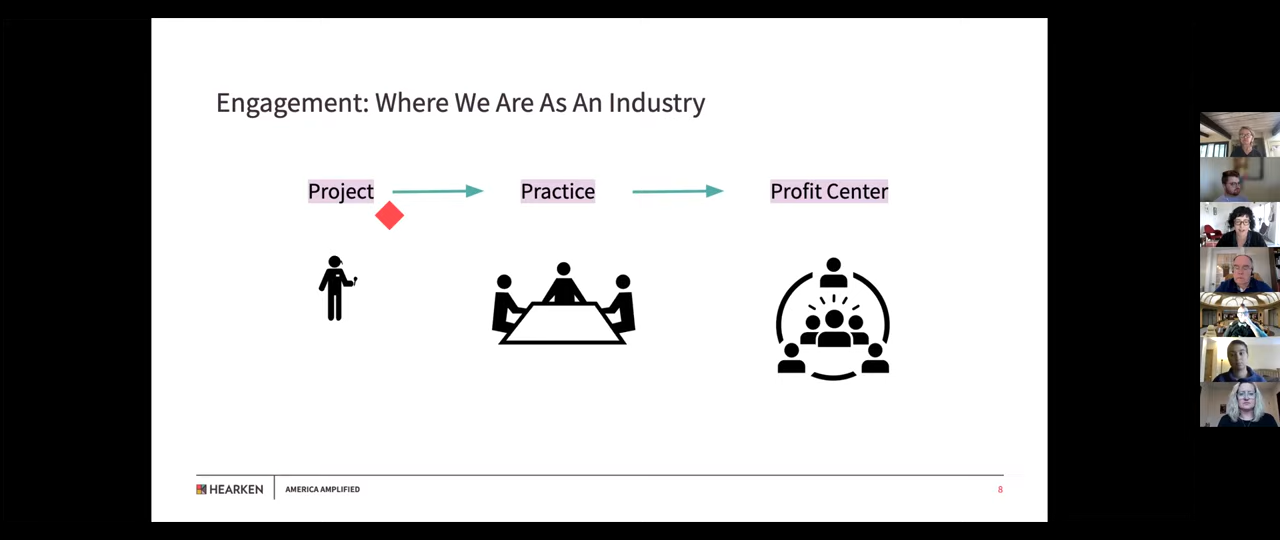 Engagement: Where We Are As An Industry
Project
Practice
Profit Center
HEARKEN
AMERICA AMPLIFIED
8